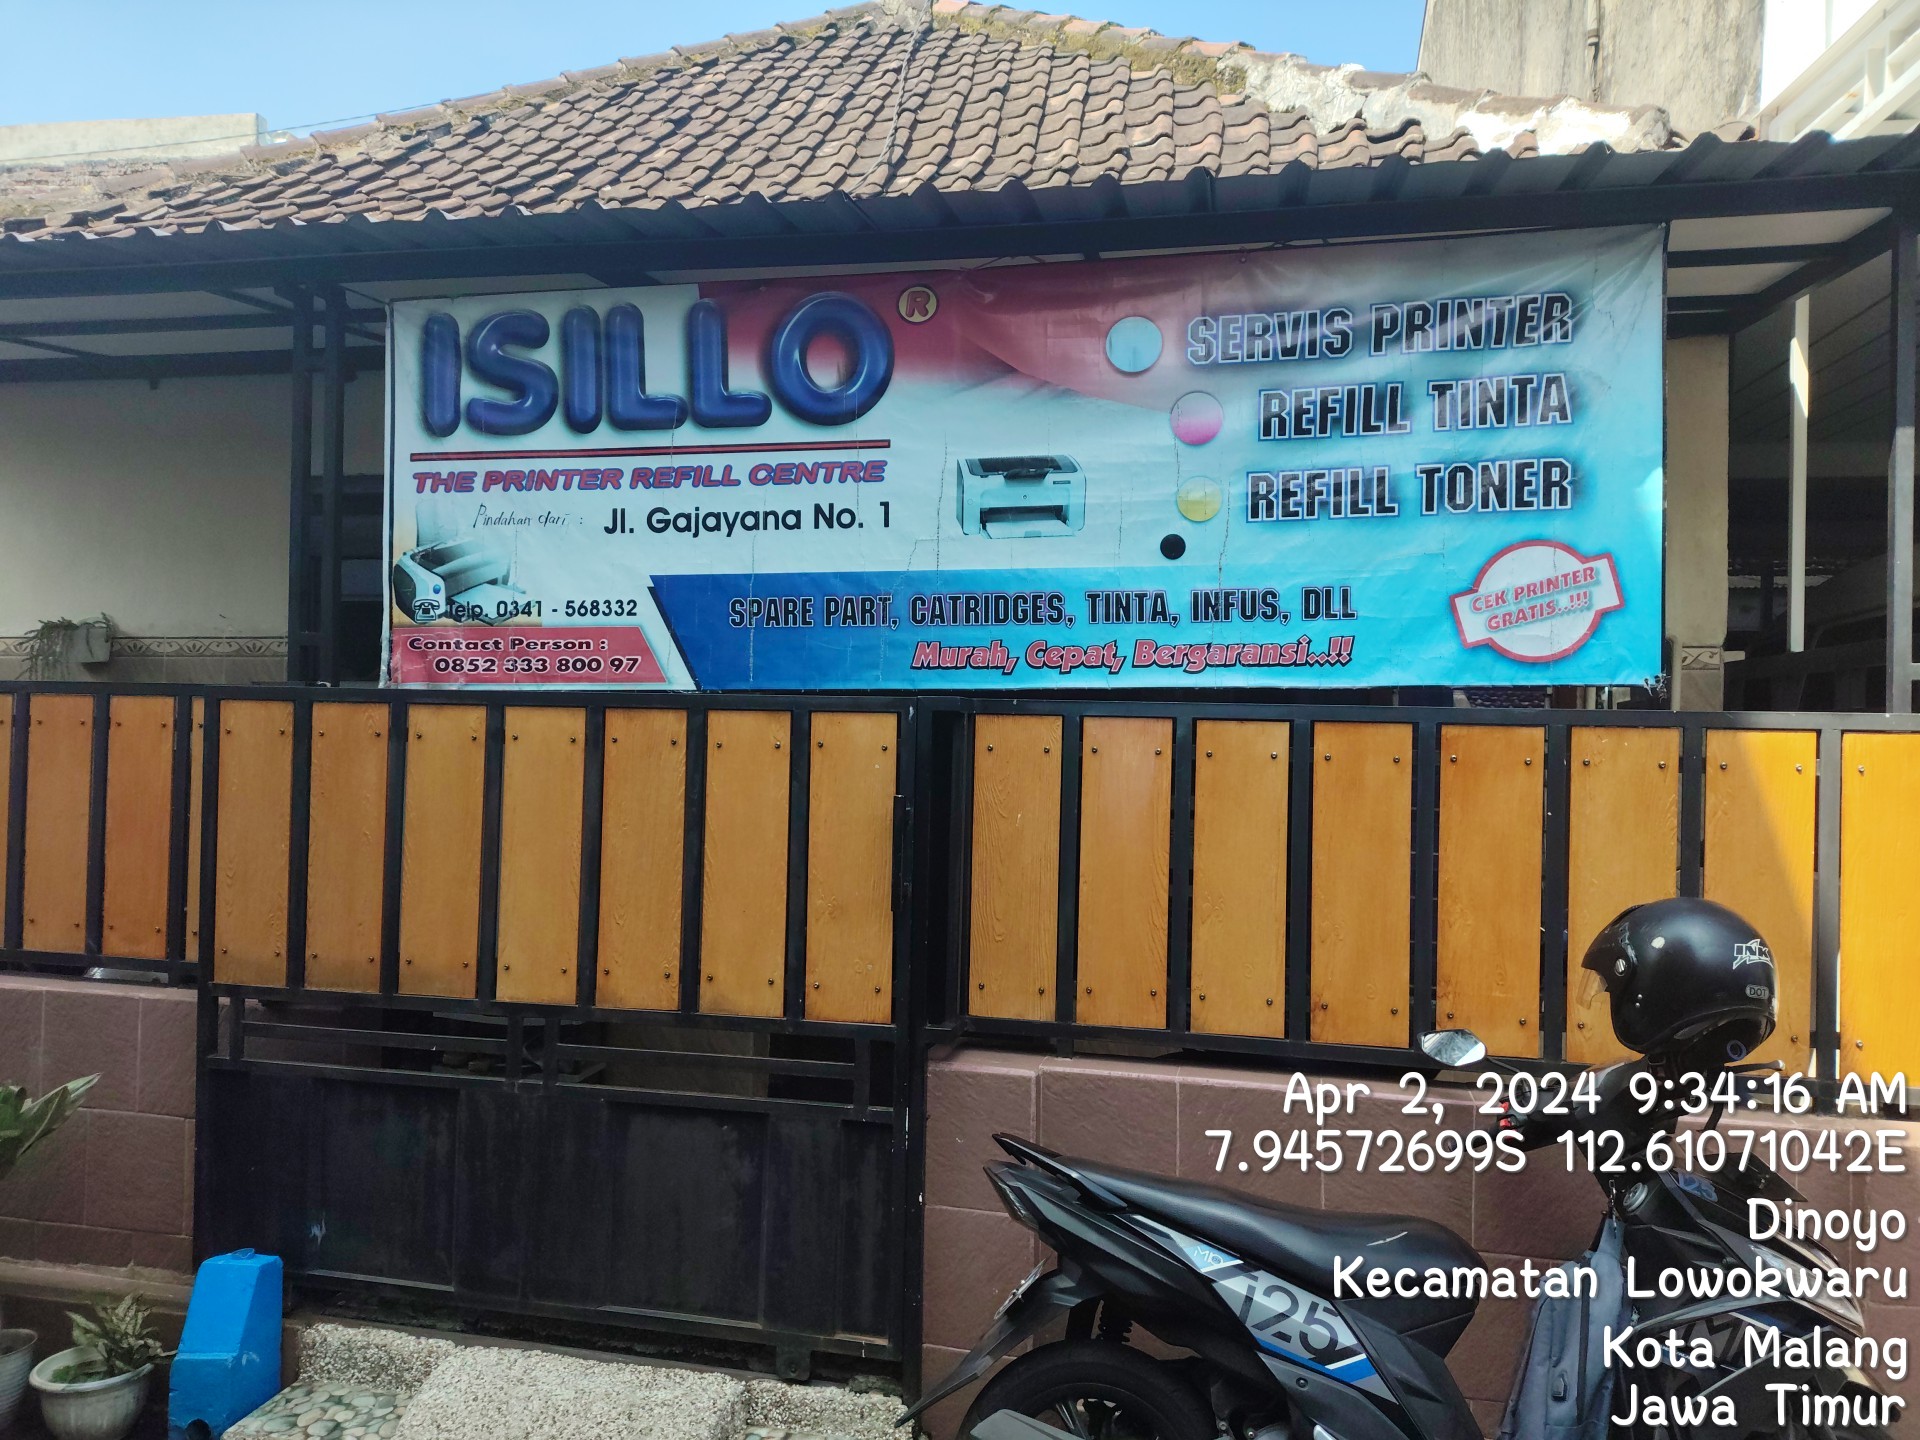 ISILLO ®
THE PRINTER REFILL CENTRE
Pindahan dari : Jl. Gajayana No. 1
Telp. 0341 - 568332
Contact Person :
0852 333 800 97
SERVIS PRINTER
REFILL TINTA
REFILL TONER
SPARE PART, CATRIDGES, TINTA, INFUS, DLL
Murah, Cepat, Bergaransi..!!
CEK PRINTER
GRATIS..!!!
INK
DOT
125
MIO
125
Apr 2, 2024 9:34:16 AM
7.94572699S 112.61071042E
Dinoyo
Kecamatan Lowokwaru
Kota Malang
Jawa Timur